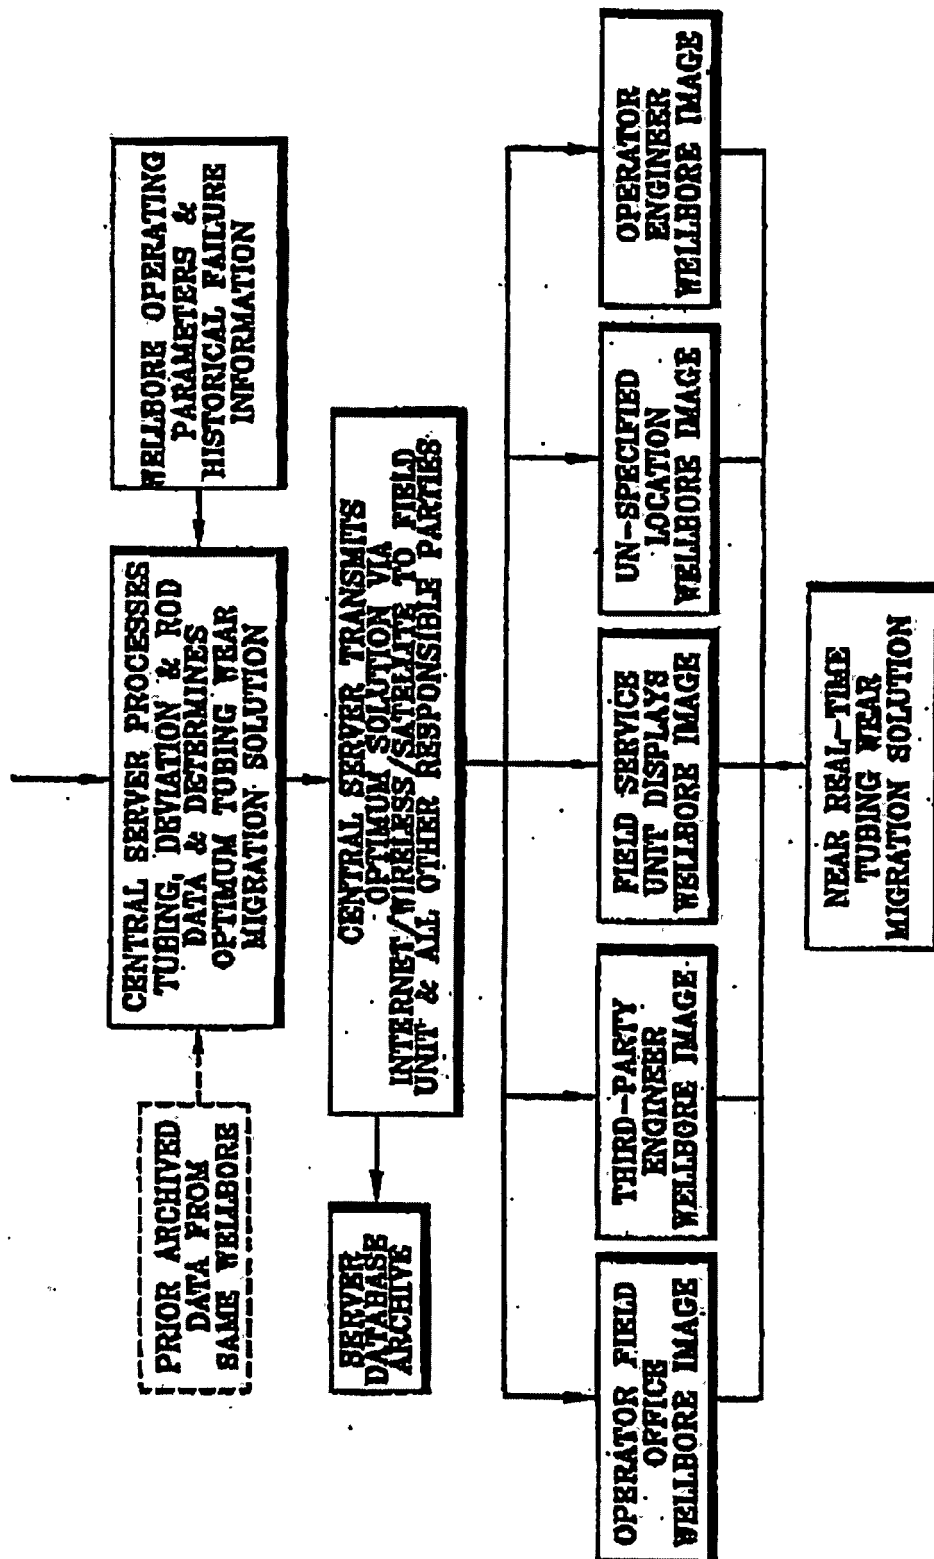 PRIOR ARCHIVED
DATA FROM
SAME WELLBORE
CENTRAL SERVER PROCESSES
TUBING, DEVIATION & ROD
DATA & DETERMINES
OPTIMUM TUBING WEAR
MIGRATION SOLUTION
WELLBORE OPERATING
PARAMETERS &
HISTORICAL FAILURE
INFORMATION
SERVER
DATABASE
ARCHIVE
CENTRAL SERVER TRANSMITS
OPTIMUM SOLUTION VIA
INTERNET/WIRELESS/SATELLITE TO FIELD
UNIT & ALL OTHER RESPONSIBLE PARTIES
OPERATOR FIELD
OFFICE
WELLBORE IMAGE
THIRD-PARTY
ENGINEER
WELLBORE IMAGE
FIELD SERVICE
UNIT DISPLAYS
WELLBORE IMAGE
UN-SPECIFIED
LOCATION
WELLBORE IMAGE
OPERATOR
ENGINEER
WELLBORE IMAGE
NEAR REAL-TIME
TUBING WEAR
MIGRATION SOLUTION